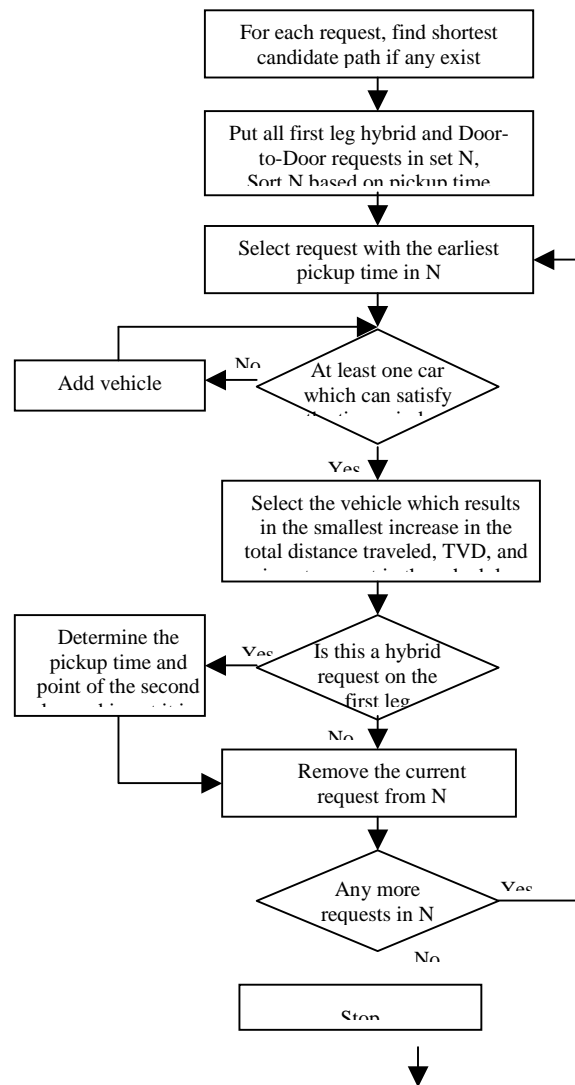 For each request, find shortest
candidate path if any exist
Put all first leg hybrid and Door-
to-Door requests in set N,
Sort N based on pickup time
Select request with the earliest
pickup time in N
No
Add vehicle
At least one car
which can satisfy
Yes
Select the vehicle which results
in the smallest increase in the
total distance traveled, TVD, and
Determine the
pickup time and
point of the second
Yes
Is this a hybrid
request on the
first leg
No
Remove the current
request from N
Any more
requests in N
Yes
No
Stop